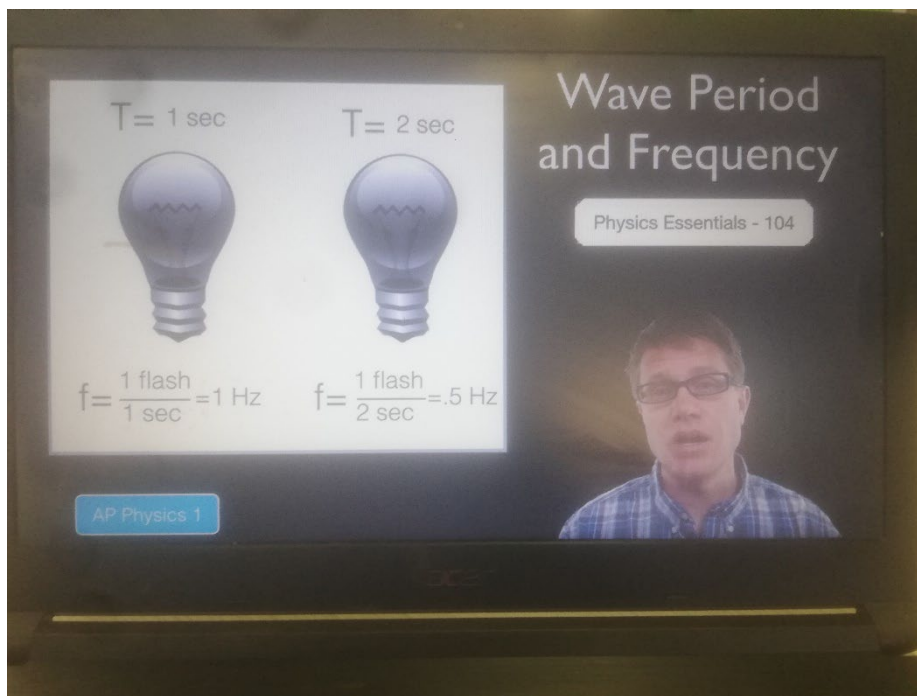 Wave Period
and Frequency
Physics Essentials - 104
T= 1 sec
T= 2 sec
f= 1 flash / 1 sec =1 Hz
f= 1 flash / 2 sec =.5 Hz
AP Physics 1
acer